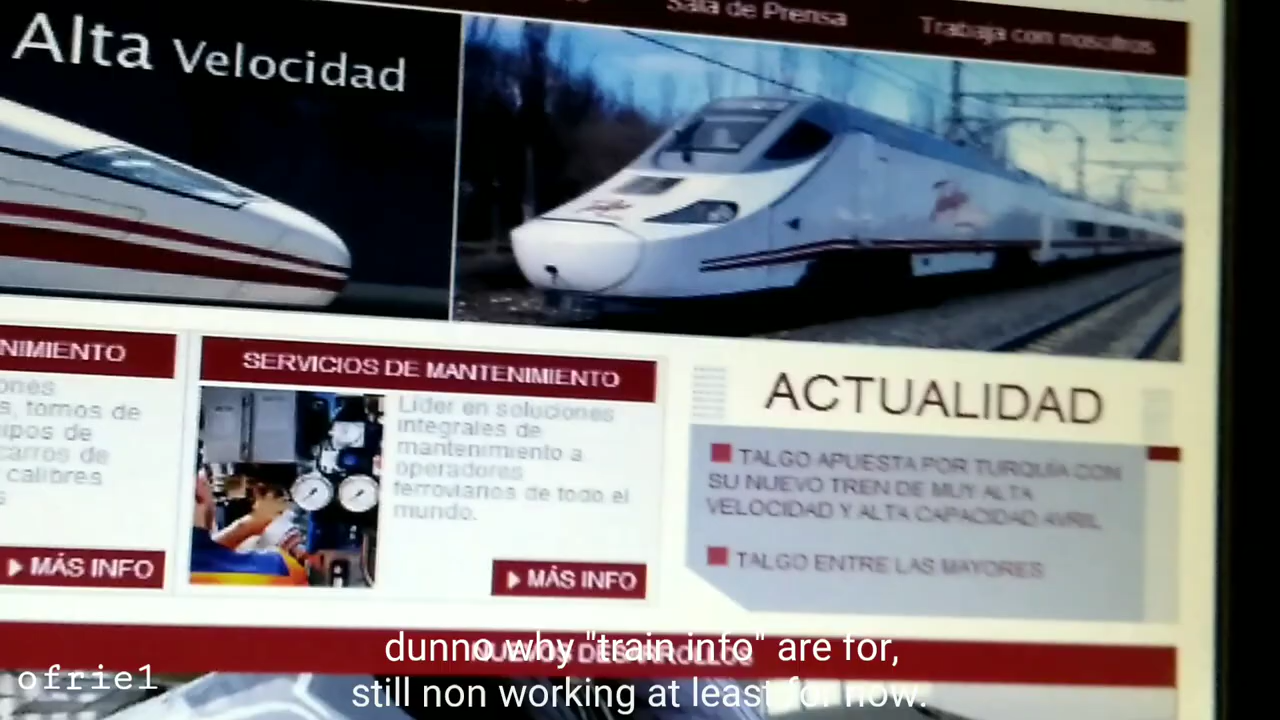 Sala de Prensa
Trabaja con nosotros
Alta Velocidad
NIMIENTO
ones
s, tornos de
ipos de
carros de
calibres
s
MÁS INFO
SERVICIOS DE MANTENIMIENTO
Líder en soluciones
integrales de
mantenimiento a
operadores
ferroviarios de todo el
mundo.
MÁS INFO
ACTUALIDAD
TALGO APUESTA POR TURQUÍA CON
SU NUEVO TREN DE MUY ALTA
VELOCIDAD Y ALTA CAPACIDAD AVRIL
TALGO ENTRE LAS MAYORES
NUEVOS DESARROLLOS
dunno why "train info" are for,
still non working at least for now.
ofrie1